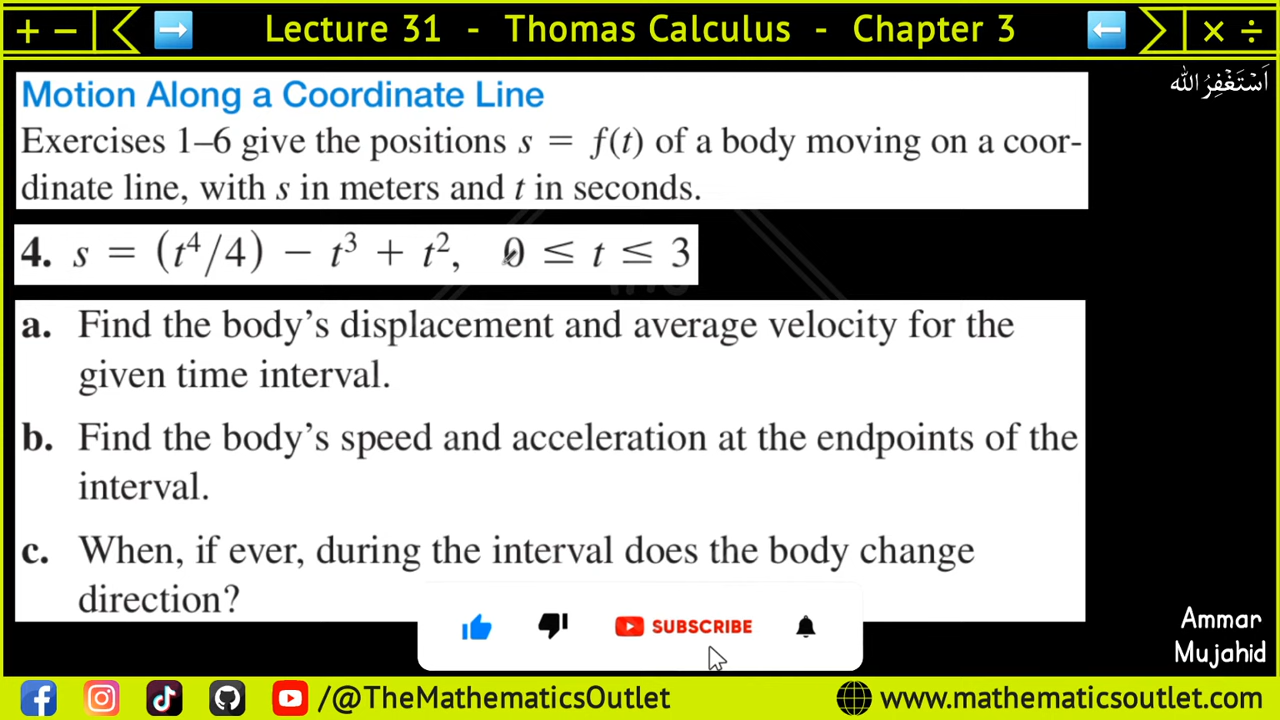 + − Lecture 31 - Thomas Calculus - Chapter 3 × ÷
اَسْتَغْفِرُ اللّٰه
Motion Along a Coordinate Line
Exercises 1–6 give the positions s = f(t) of a body moving on a coor-
dinate line, with s in meters and t in seconds.
4. s = (t⁴/4) − t³ + t², 0 ≤ t ≤ 3
a. Find the body’s displacement and average velocity for the
given time interval.
b. Find the body’s speed and acceleration at the endpoints of the
interval.
c. When, if ever, during the interval does the body change
direction?
SUBSCRIBE
Ammar
Mujahid
/@TheMathematicsOutlet www.mathematicsoutlet.com